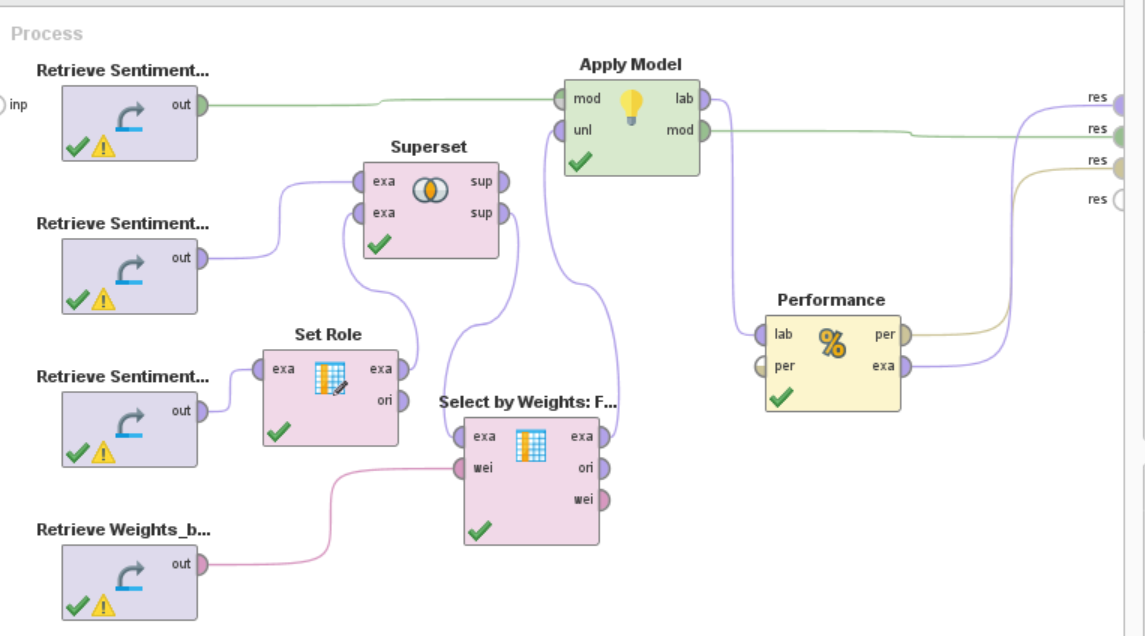 Process
inp
Retrieve Sentiment...
out
Retrieve Sentiment...
out
Retrieve Sentiment...
out
Retrieve Weights_b...
out
Set Role
exa
exa
ori
Superset
exa
sup
exa
sup
Select by Weights: F...
exa
exa
wei
ori
wei
Apply Model
mod
lab
unl
mod
Performance
lab
per
per
exa
%
res
res
res
res